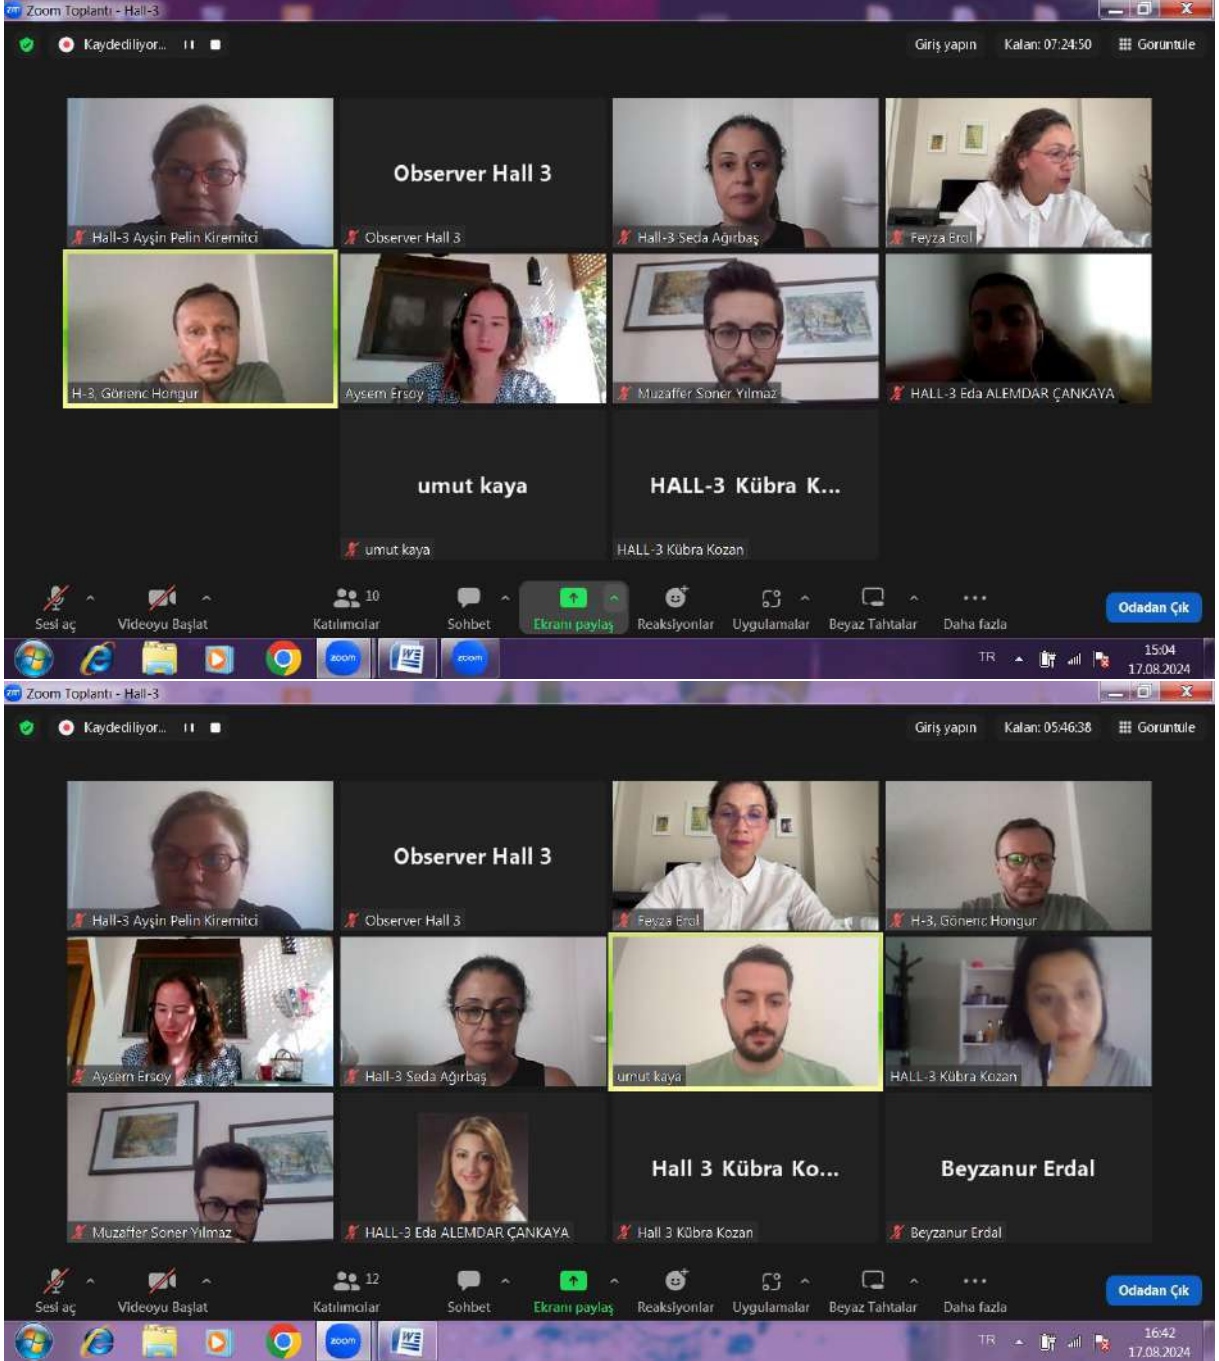 Zoom Toplantı - Hall-3
Kaydediliyor...
Giriş yapın Kalan: 07:24:50 Görüntüle
Observer Hall 3
Hall-3 Ayşin Pelin Kiremitci Observer Hall 3 Hall-3 Seda Ağırbaş Feyza Erol
H-3, Gönenc Hongur Aysem Ersoy Muzaffer Soner Yılmaz HALL-3 Eda ALEMDAR ÇANKAYA
umut kaya HALL-3 Kübra K...
umut kaya HALL-3 Kübra Kozan
10
Sesi aç Videoyu Başlat Katılımcılar Sohbet Ekranı paylaş Reaksiyonlar Uygulamalar Beyaz Tahtalar Daha fazla Odadan Çık
zoom W zoom TR 15:04
17.08.2024
Zoom Toplantı - Hall-3
Kaydediliyor...
Giriş yapın Kalan: 05:46:38 Görüntüle
Observer Hall 3
Hall-3 Ayşin Pelin Kiremitci Observer Hall 3 Feyza Erol H-3, Gönenc Hongur
Aysem Ersoy Hall-3 Seda Ağırbaş umut kaya HALL-3 Kübra Kozan
Hall 3 Kübra Ko... Beyzanur Erdal
Muzaffer Soner Yılmaz HALL-3 Eda ALEMDAR ÇANKAYA Hall 3 Kübra Kozan Beyzanur Erdal
12
Sesi aç Videoyu Başlat Katılımcılar Sohbet Ekranı paylaş Reaksiyonlar Uygulamalar Beyaz Tahtalar Daha fazla Odadan Çık
zoom W TR 16:42
17.08.2024